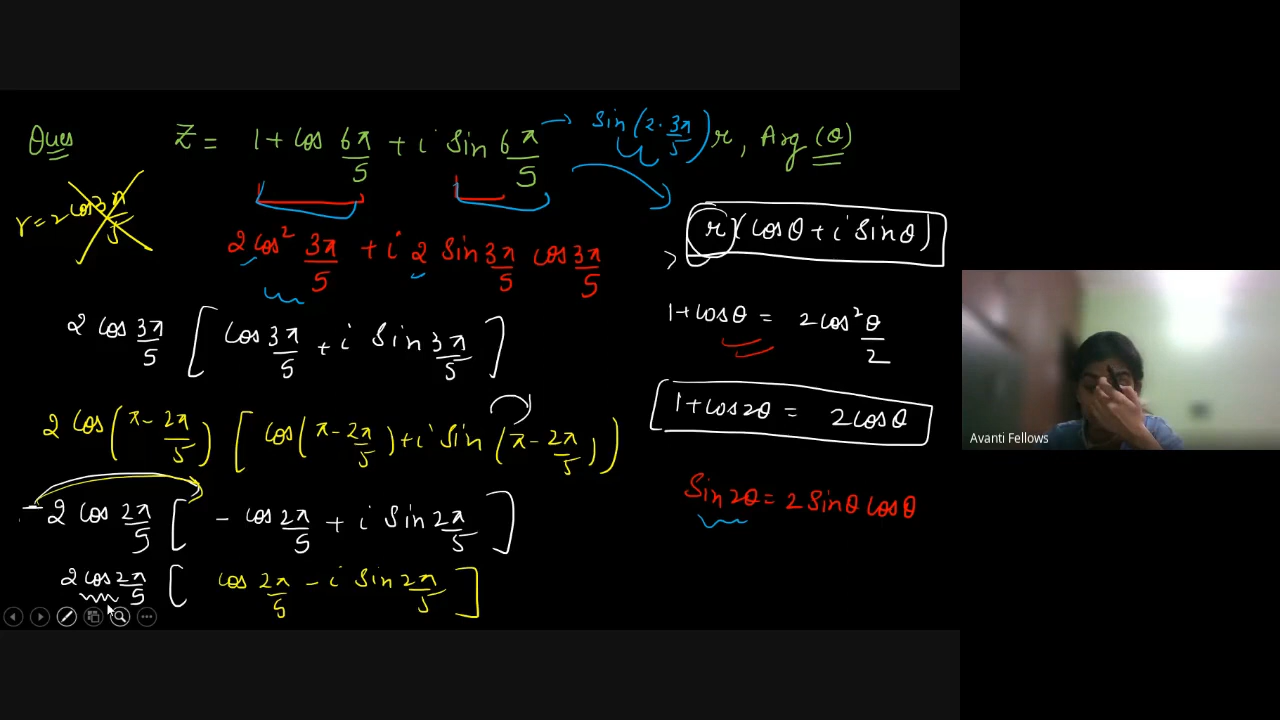 Ques Z = 1 + cos 6π/5 + i sin 6π/5 → sin(2·3π/5) r, Arg (θ)
r = 2 cos 3π/5
r (cosθ + i sinθ)
2cos² 3π/5 + i 2 sin 3π/5 cos 3π/5
1+cosθ = 2cos² θ/2
2 cos 3π/5 [ cos 3π/5 + i sin 3π/5 ]
1+cos2θ = 2cosθ
2 cos(π-2π/5) [ cos(π-2π/5) + i sin (π-2π/5) )
Sin2θ = 2 Sinθ cosθ
-2 cos 2π/5 [ - cos 2π/5 + i sin 2π/5 ]
2cos 2π/5 [ cos 2π/5 - i sin 2π/5 ]
Avanti Fellows